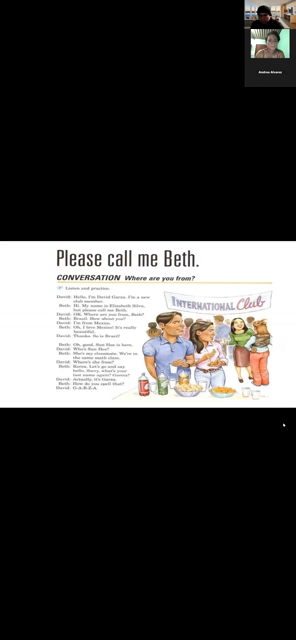 Andrea Alvarez
Please call me Beth.
CONVERSATION Where are you from?
Listen and practice.
David: Hello, I'm David Garza. I'm a new
club member.
Beth: Hi. My name is Elizabeth Silva,
but please call me Beth.
David: OK. Where are you from, Beth?
Beth: Brazil. How about you?
David: I'm from Mexico.
Beth: Oh, I love Mexico! It's really
beautiful.
David: Thanks. So is Brazil!
Beth: Oh, good. Sun Hee is here.
David: Who's Sun Hee?
Beth: She's my classmate. We're in
the same math class.
David: Where's she from?
Beth: Korea. Let's go and say
hello. Sorry, what's your
last name again? Garcia?
David: Actually, it's Garza.
Beth: How do you spell that?
David: G-A-R-Z-A.
INTERNATIONAL Club